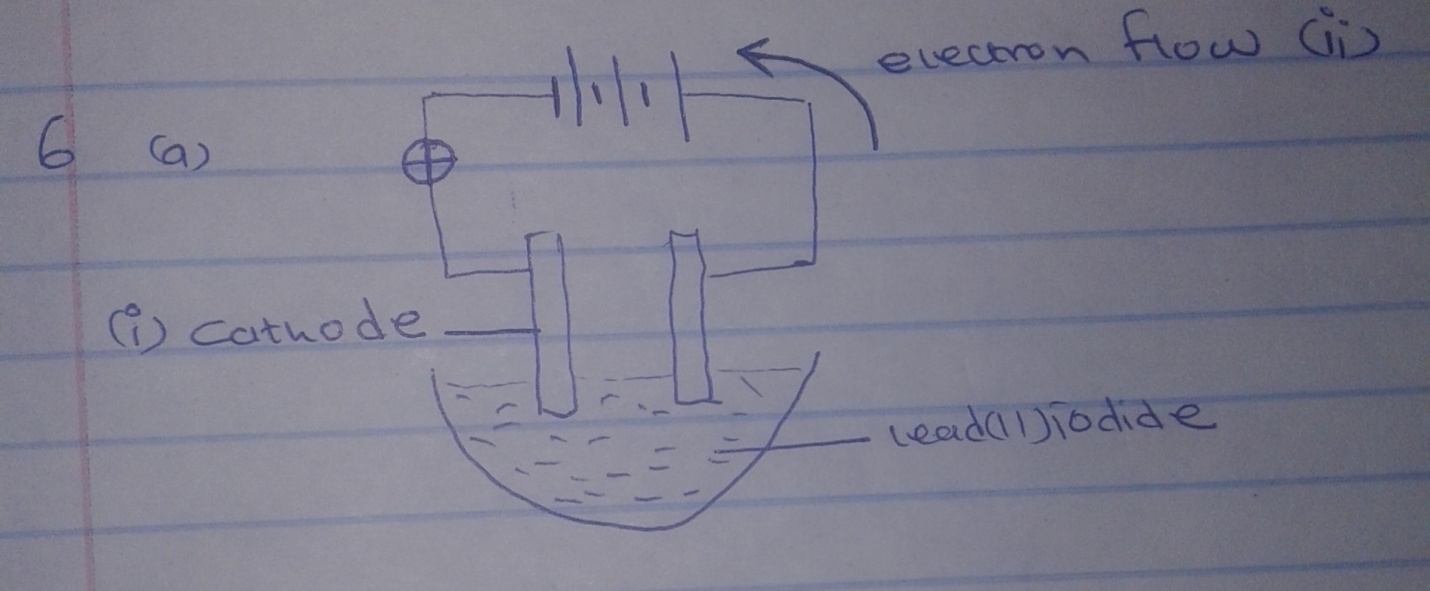 electron flow (ii)
6 (a)
(i) cathode
lead(II)iodide